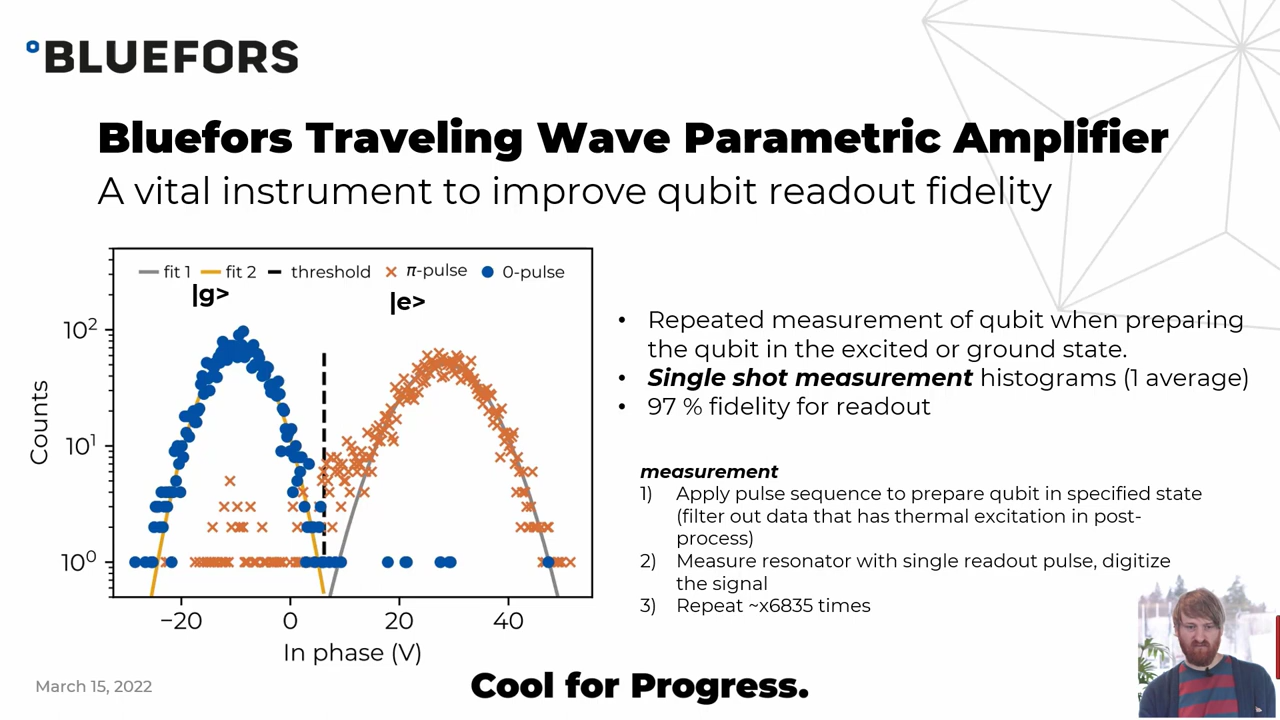 °BLUEFORS
Bluefors Traveling Wave Parametric Amplifier
A vital instrument to improve qubit readout fidelity
fit 1 fit 2 threshold π-pulse 0-pulse
|g> |e>
10²
10¹
10⁰
Counts
−20 0 20 40
In phase (V)
• Repeated measurement of qubit when preparing
the qubit in the excited or ground state.
• Single shot measurement histograms (1 average)
• 97 % fidelity for readout
measurement
1) Apply pulse sequence to prepare qubit in specified state
(filter out data that has thermal excitation in post-
process)
2) Measure resonator with single readout pulse, digitize
the signal
3) Repeat ~x6835 times
March 15, 2022
Cool for Progress.